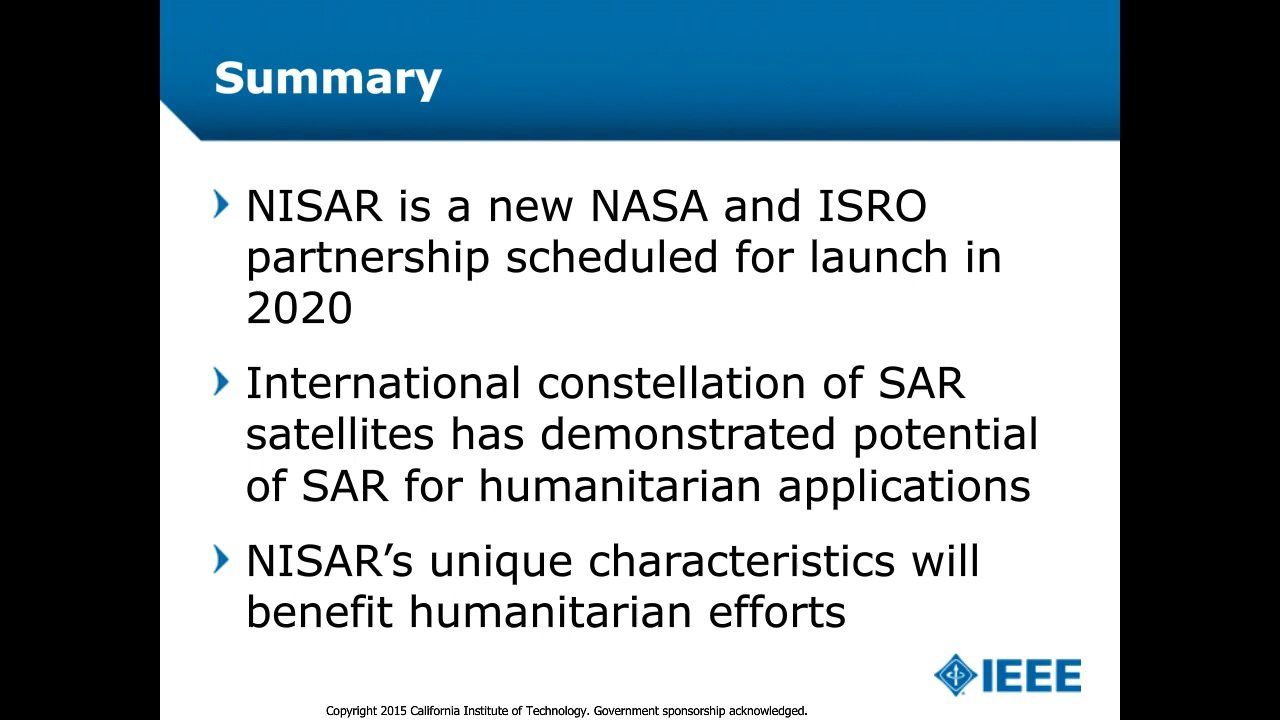 Summary
NISAR is a new NASA and ISRO
partnership scheduled for launch in
2020
International constellation of SAR
satellites has demonstrated potential
of SAR for humanitarian applications
NISAR’s unique characteristics will
benefit humanitarian efforts
IEEE
Copyright 2015 California Institute of Technology. Government sponsorship acknowledged.